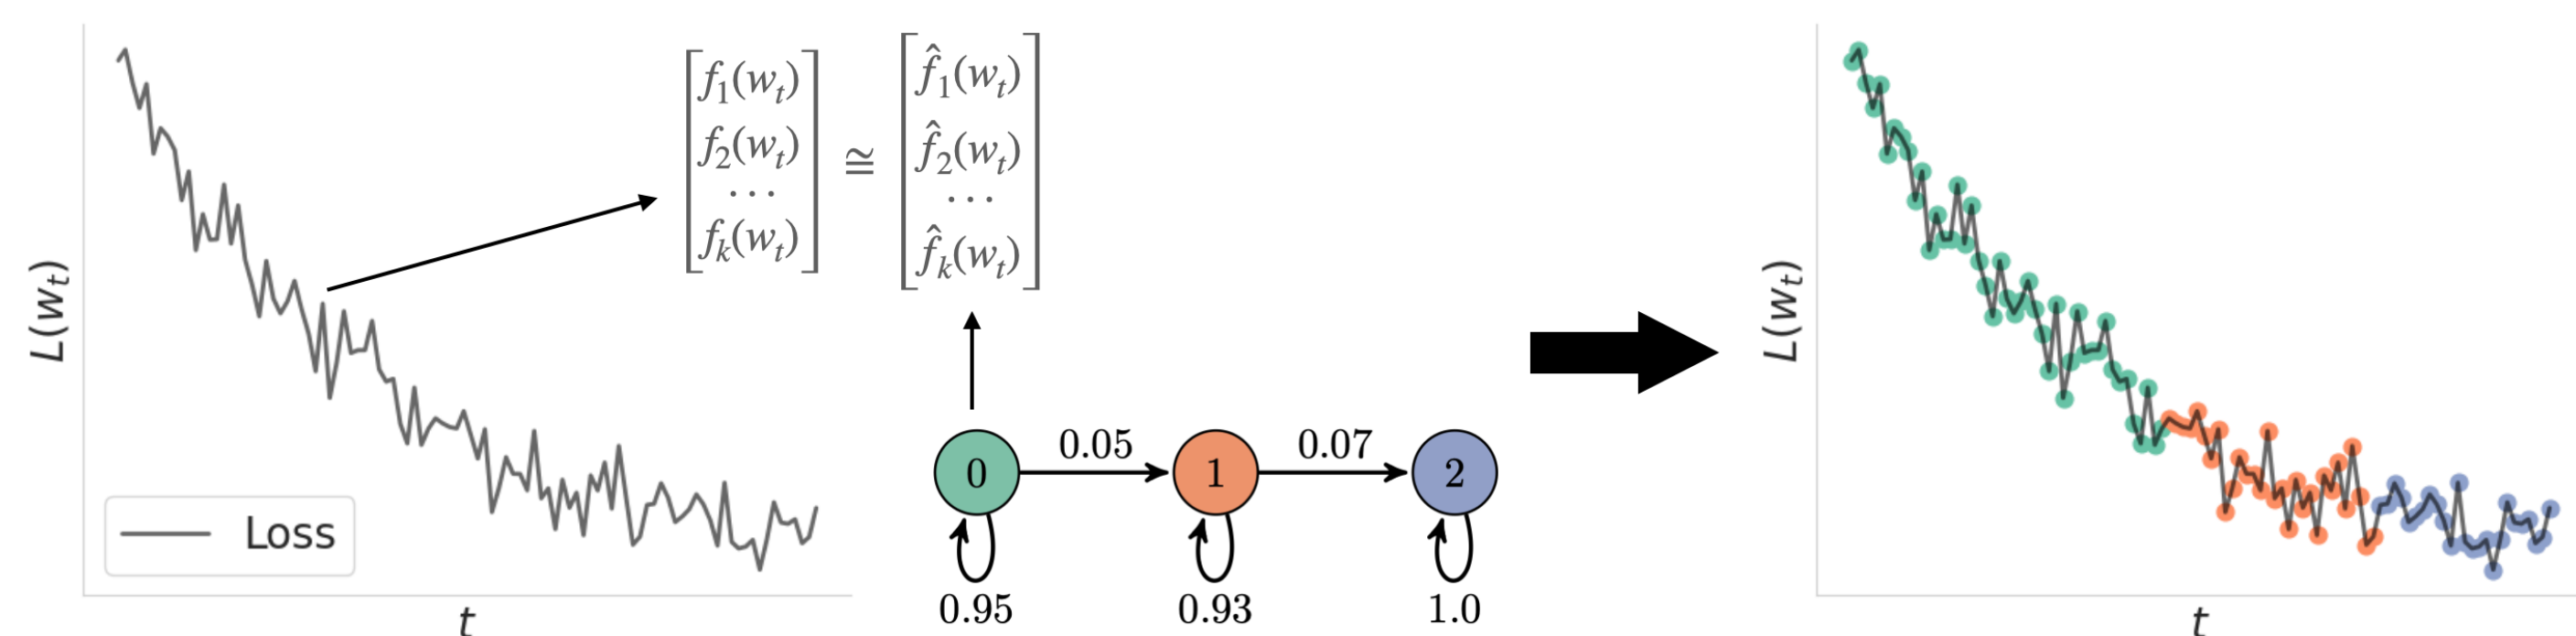 L(w_t)
Loss
t
[f_1(w_t)
f_2(w_t)
...
f_k(w_t)]
≅
[f̂_1(w_t)
f̂_2(w_t)
...
f̂_k(w_t)]
0 0.05 1 0.07 2
0.95 0.93 1.0
L(w_t)
t